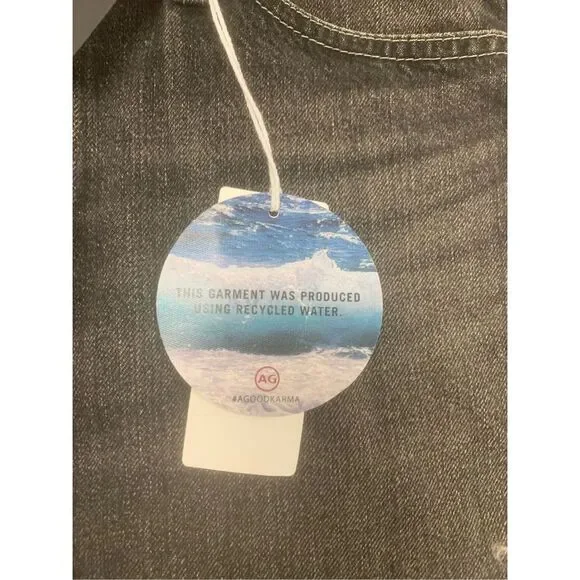 THIS GARMENT WAS PRODUCED
USING RECYCLED WATER.
AG
#AGOODKARMA